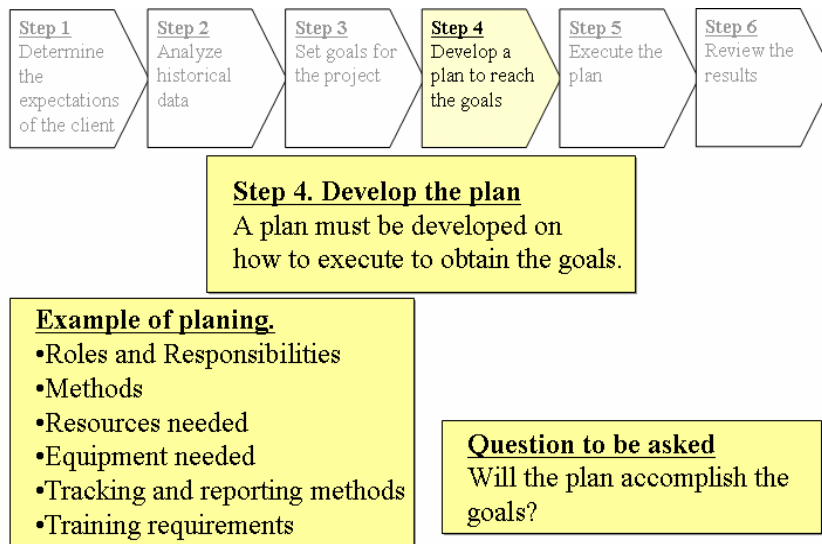 Step 1
Determine
the
expectations
of the client
Step 2
Analyze
historical
data
Step 3
Set goals for
the project
Step 4
Develop a
plan to reach
the goals
Step 5
Execute the
plan
Step 6
Review the
results
Step 4. Develop the plan
A plan must be developed on
how to execute to obtain the goals.
Example of planing.
•Roles and Responsibilities
•Methods
•Resources needed
•Equipment needed
•Tracking and reporting methods
•Training requirements
Question to be asked
Will the plan accomplish the
goals?